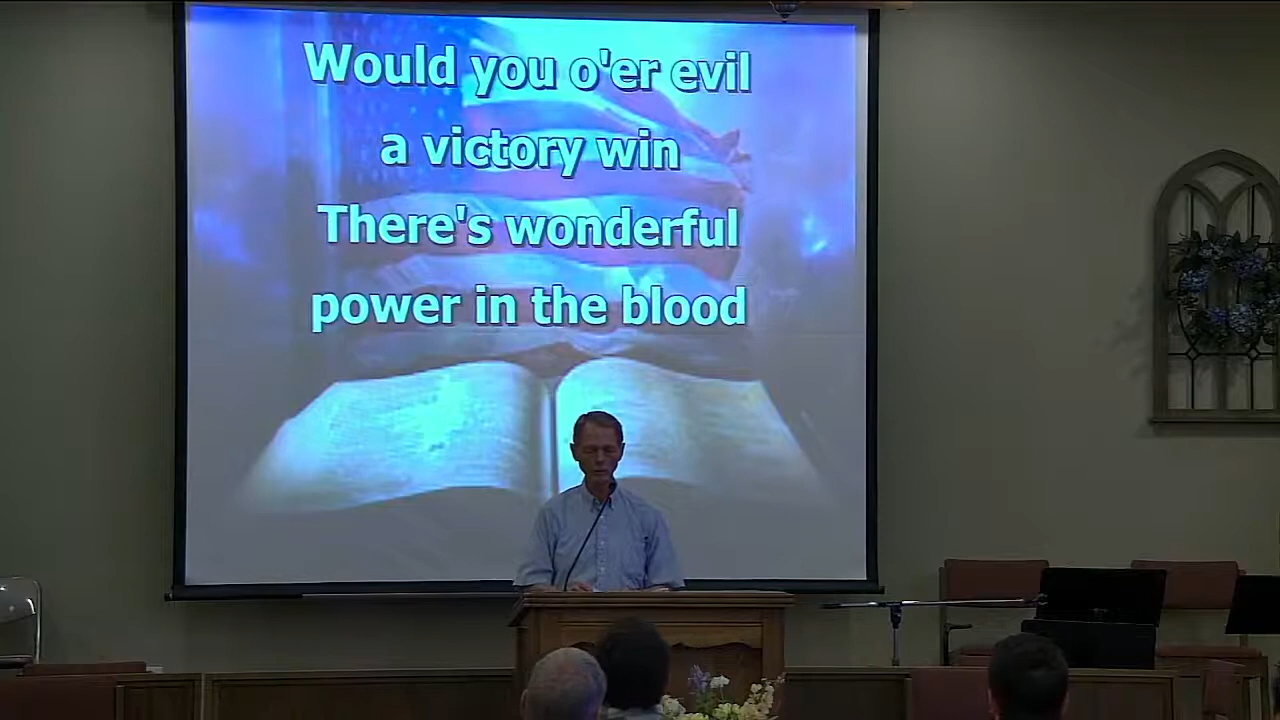 Would you o'er evil
a victory win
There's wonderful
power in the blood